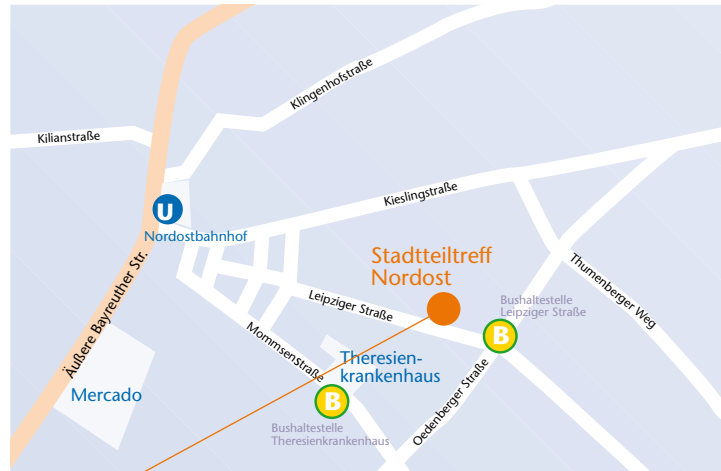 Klingenhofstraße
Kilianstraße
Kieslingstraße
U
Nordostbahnhof
Äußere Bayreuther Str.
Stadtteiltreff
Nordost
Thumenberger Weg
Leipziger Straße
Bushaltestelle
Leipziger Straße
B
Mommsenstraße
Theresien-
krankenhaus
Mercado
B
Oedenberger Straße
Bushaltestelle
Theresienkrankenhaus